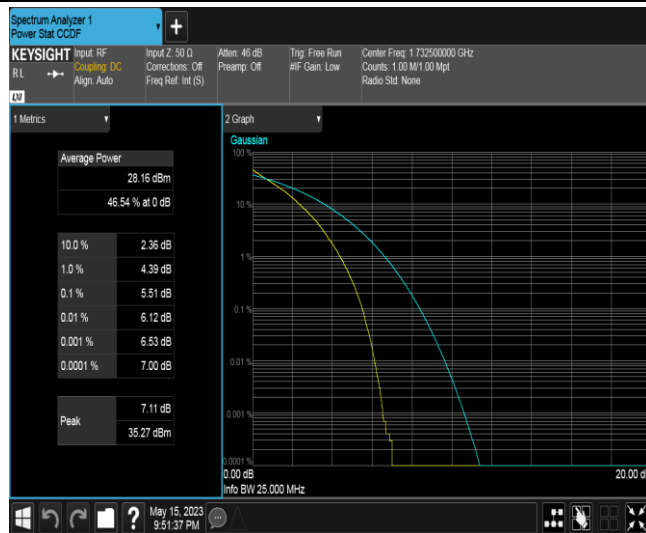 Spectrum Analyzer 1
Power Stat CCDF
KEYSIGHT
RL
Input: RF
Coupling: DC
Align: Auto
Input Z: 50 Ω
Corrections: Off
Freq Ref: Int (S)
Atten: 46 dB
Preamp: Off
Trig: Free Run
#IF Gain: Low
Center Freq: 1.732500000 GHz
Counts: 1.00 M/1.00 Mpt
Radio Std: None
1 Metrics
Average Power
28.16 dBm
46.54 % at 0 dB
10.0 % 2.36 dB
1.0 % 4.39 dB
0.1 % 5.51 dB
0.01 % 6.12 dB
0.001 % 6.53 dB
0.0001 % 7.00 dB
Peak
7.11 dB
35.27 dBm
2 Graph
Gaussian
100 %
10 %
1 %
0.1 %
0.01 %
0.001 %
0.0001 %
0.00 dB
20.00 d
Info BW 25.000 MHz
May 15, 2023
9:51:37 PM